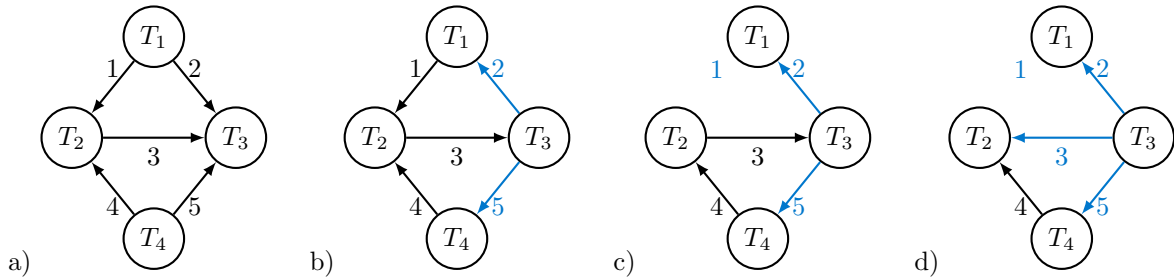 T1 T1 T1 T1
1 2 1 2 1 2 1 2
T2 T3 T2 T3 T2 T3 T2 T3
3 3 3 3
4 5 4 5 4 5 4 5
a) T4 b) T4 c) T4 d) T4